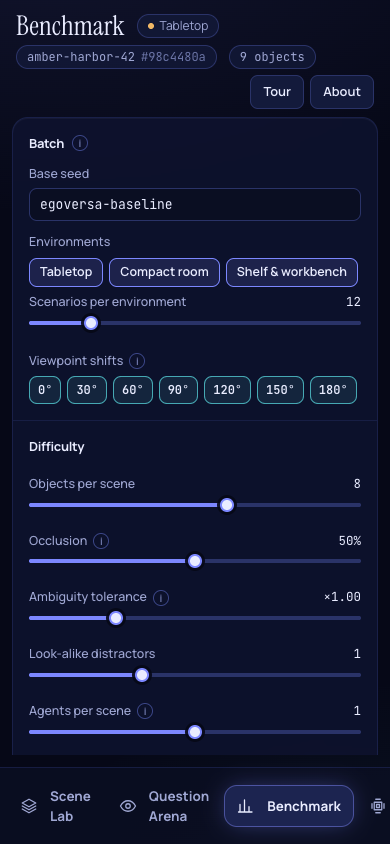 Benchmark
Tabletop
amber-harbor-42 #98c4480a
9 objects
Tour
About
Batch i
Base seed
egoversa-baseline
Environments
Tabletop Compact room Shelf & workbench
Scenarios per environment 12
Viewpoint shifts i
0° 30° 60° 90° 120° 150° 180°
Difficulty
Objects per scene 8
Occlusion i 50%
Ambiguity tolerance i ×1.00
Look-alike distractors 1
Agents per scene i 1
Scene Lab
Question Arena
Benchmark